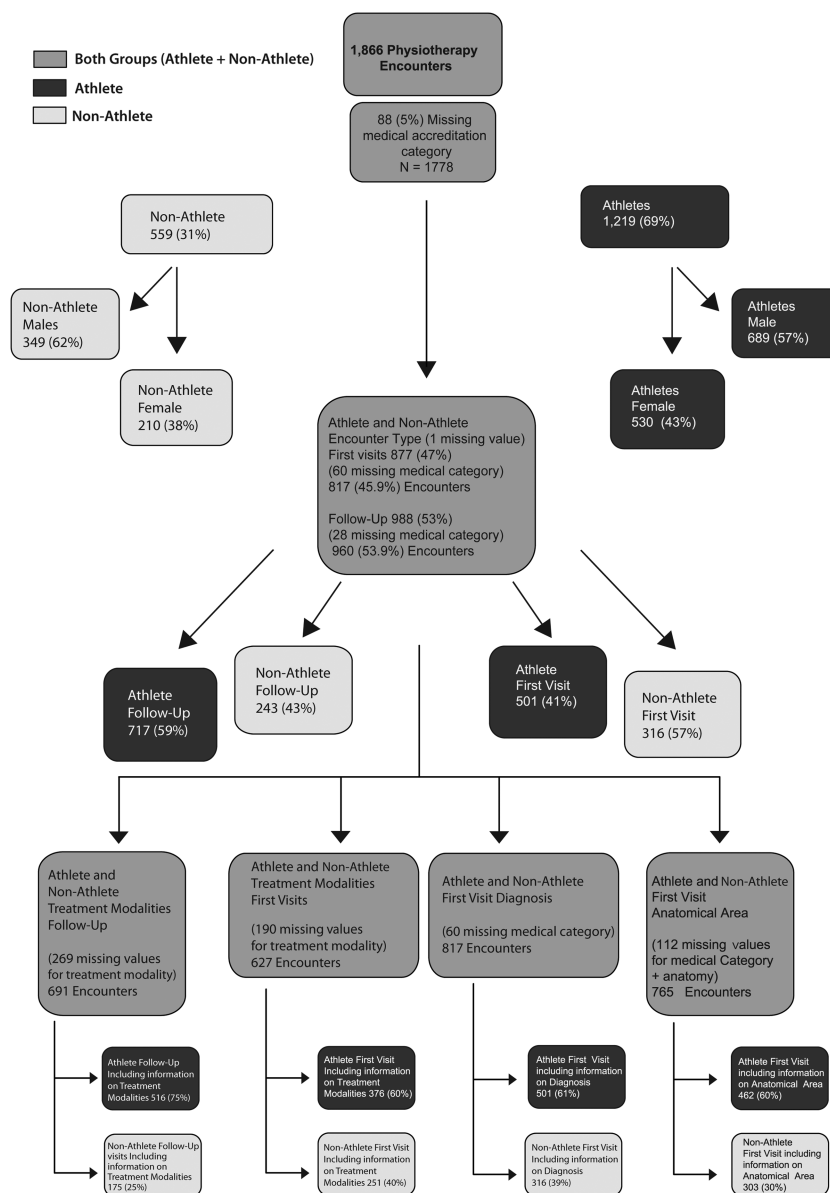 Both Groups (Athlete + Non-Athlete)
Athlete
Non-Athlete
1,866 Physiotherapy
Encounters
88 (5%) Missing
medical accreditation
category
N = 1778
Non-Athlete
559 (31%)
Athletes
1,219 (69%)
Non-Athlete
Males
349 (62%)
Non-Athlete
Female
210 (38%)
Athletes
Male
689 (57%)
Athletes
Female
530 (43%)
Athlete and Non-Athlete
Encounter Type (1 missing value)
First visits 877 (47%)
(60 missing medical category)
817 (45.9%) Encounters
Follow-Up 988 (53%)
(28 missing medical category)
960 (53.9%) Encounters
Athlete
Follow-Up
717 (59%)
Non-Athlete
Follow-Up
243 (43%)
Athlete
First Visit
501 (41%)
Non-Athlete
First Visit
316 (57%)
Athlete and
Non-Athlete
Treatment Modalities
Follow-Up
(269 missing values
for treatment modality)
691 Encounters
Athlete and Non-Athlete
Treatment Modalities
First Visits
(190 missing values
for treatment modality)
627 Encounters
Athlete and Non-Athlete
First Visit Diagnosis
(60 missing medical category)
817 Encounters
Athlete and Non-Athlete
First Visit
Anatomical Area
(112 missing values
for medical Category
+ anatomy)
765 Encounters
Athlete Follow-Up
Including information
on Treatment
Modalities 516 (75%)
Non-Athlete Follow-Up
visits Including
information on
Treatment Modalities
175 (25%)
Athlete First Visit
Including information
on Treatment
Modalities 376 (60%)
Non-Athlete First Visit
Including information
on Treatment
Modalities 251 (40%)
Athlete First Visit
including information
on Diagnosis
501 (61%)
Non-Athlete First Visit
Including information
on Diagnosis
316 (39%)
Athlete First Visit
including information
on Anatomical Area
462 (60%)
Non-Athlete
First Visit including
information on
Anatomical Area
303 (30%)